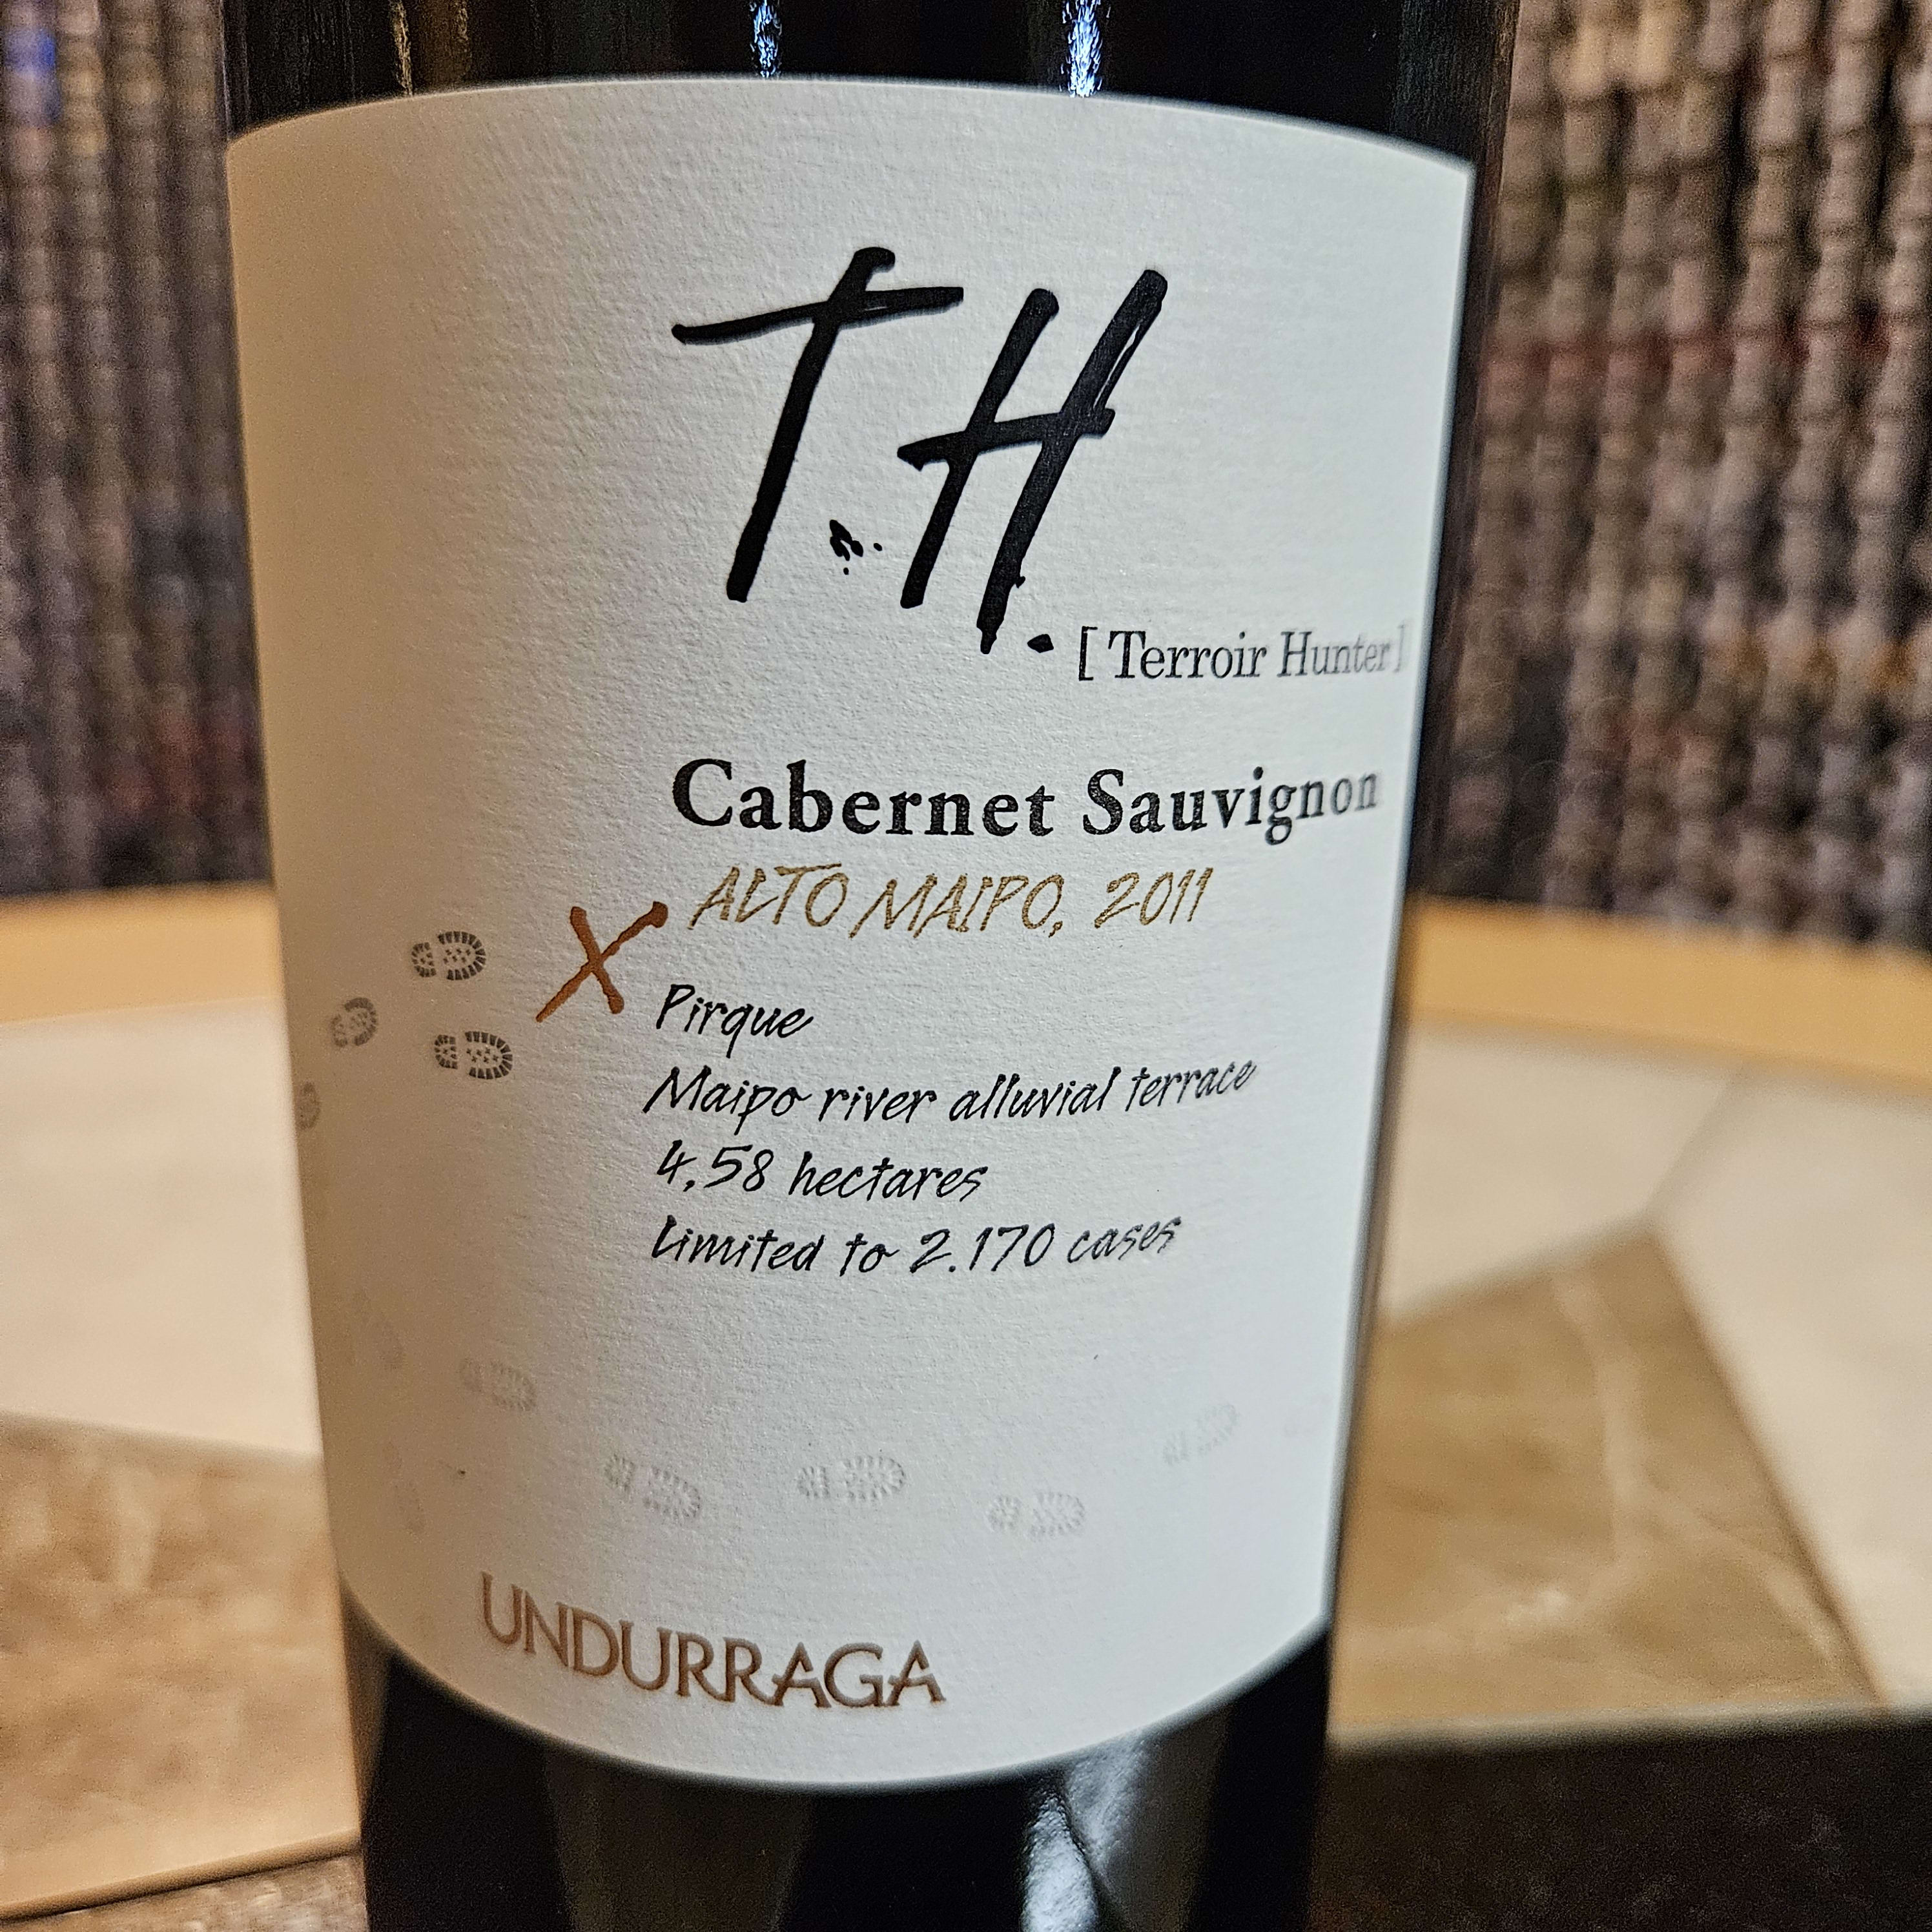 T.H.
[ Terroir Hunter ]
Cabernet Sauvignon
ALTO MAIPO, 2011
X
Pirque
Maipo river alluvial terrace
4,58 hectares
Limited to 2.170 cases
UNDURRAGA